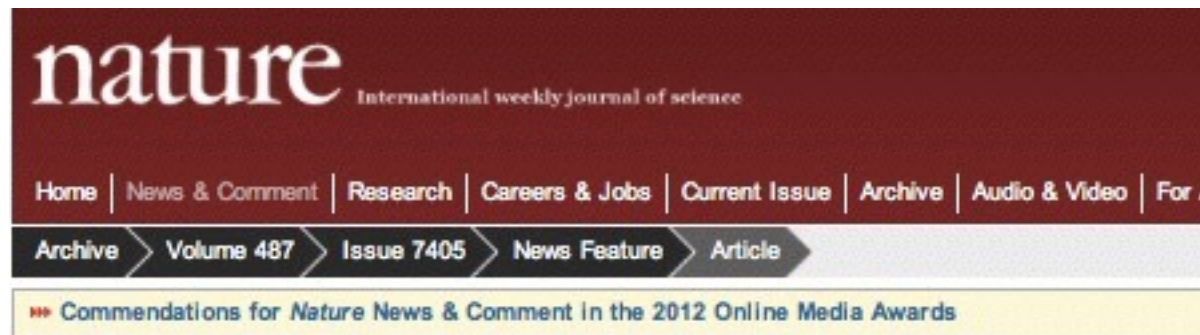 nature International weekly journal of science
Home News & Comment Research Careers & Jobs Current Issue Archive Audio & Video For
Archive Volume 487 Issue 7405 News Feature Article
Commendations for Nature News & Comment in the 2012 Online Media Awards